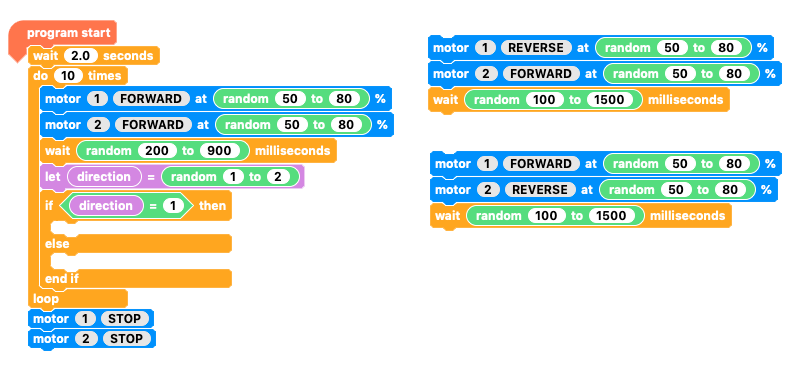 program start
wait 2.0 seconds
do 10 times
motor 1 FORWARD at random 50 to 80 %
motor 2 FORWARD at random 50 to 80 %
wait random 200 to 900 milliseconds
let direction = random 1 to 2
if direction = 1 then
else
end if
loop
motor 1 STOP
motor 2 STOP
motor 1 REVERSE at random 50 to 80 %
motor 2 FORWARD at random 50 to 80 %
wait random 100 to 1500 milliseconds
motor 1 FORWARD at random 50 to 80 %
motor 2 REVERSE at random 50 to 80 %
wait random 100 to 1500 milliseconds